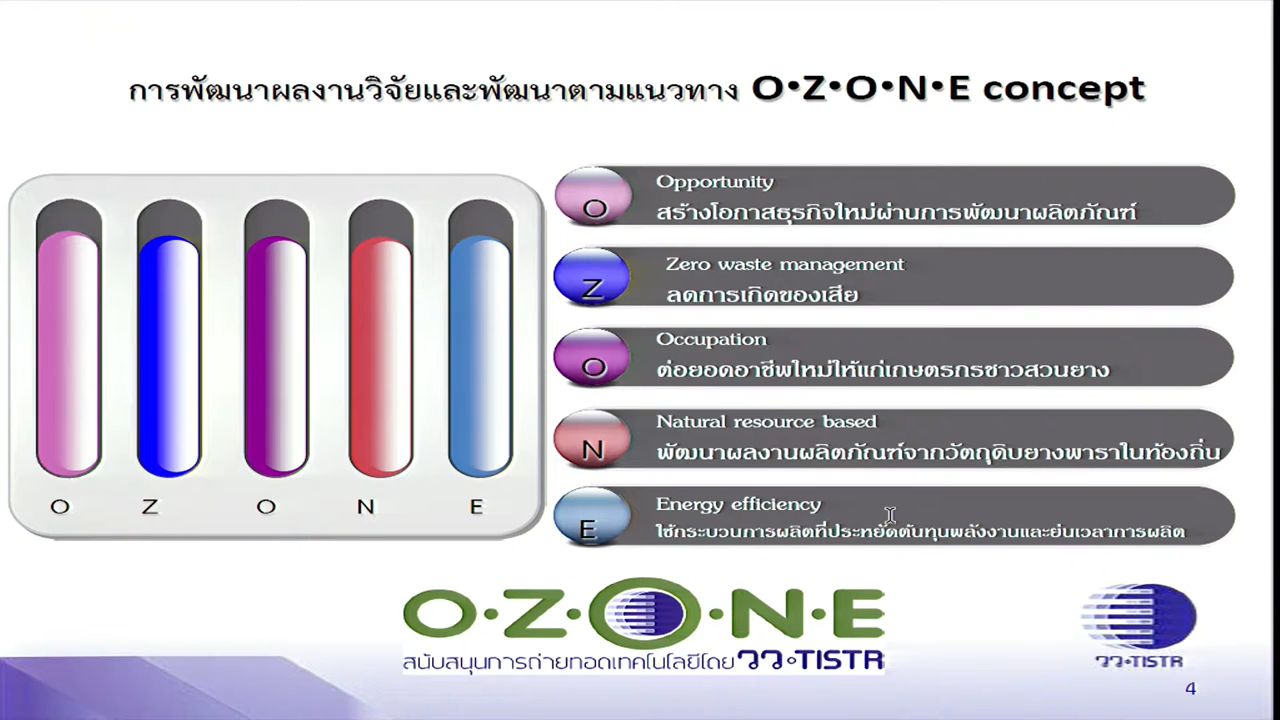 การพัฒนาผลงานวิจัยและพัฒนาตามแนวทาง O•Z•O•N•E concept
O Z O N E
O
Opportunity
สร้างโอกาสธุรกิจใหม่ผ่านการพัฒนาผลิตภัณฑ์
Z
Zero waste management
ลดการเกิดของเสีย
O
Occupation
ต่อยอดอาชีพใหม่ให้แก่เกษตรกรชาวสวนยาง
N
Natural resource based
พัฒนาผลงานผลิตภัณฑ์จากวัตถุดิบยางพาราในท้องถิ่น
E
Energy efficiency
ใช้กระบวนการผลิตที่ประหยัดต้นทุนพลังงานและย่นเวลาการผลิต
O•Z•O•N•E
สนับสนุนการถ่ายทอดเทคโนโลยีโดย วว•TISTR
วว•TISTR
4